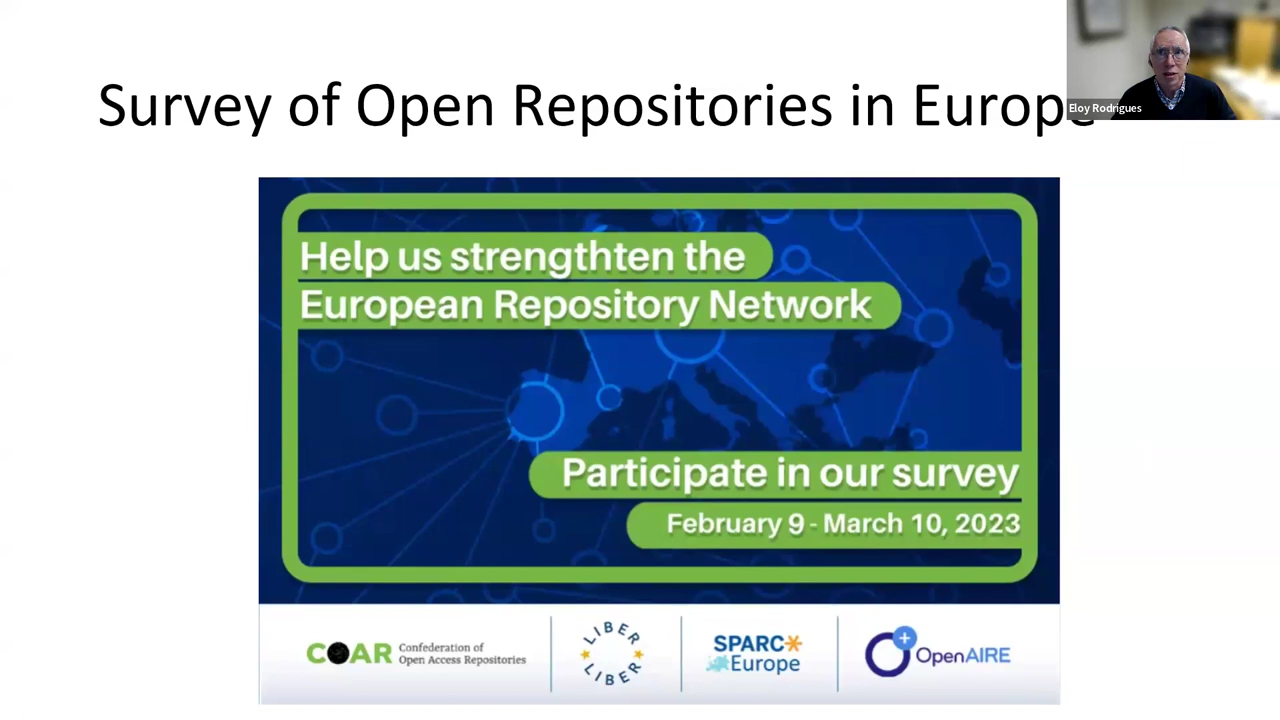 Survey of Open Repositories in Europe
Eloy Rodrigues
Help us strengthten the
European Repository Network
Participate in our survey
February 9 - March 10, 2023
COAR Confederation of
Open Access Repositories
LIBER
LIBER
SPARC
Europe
OpenAIRE